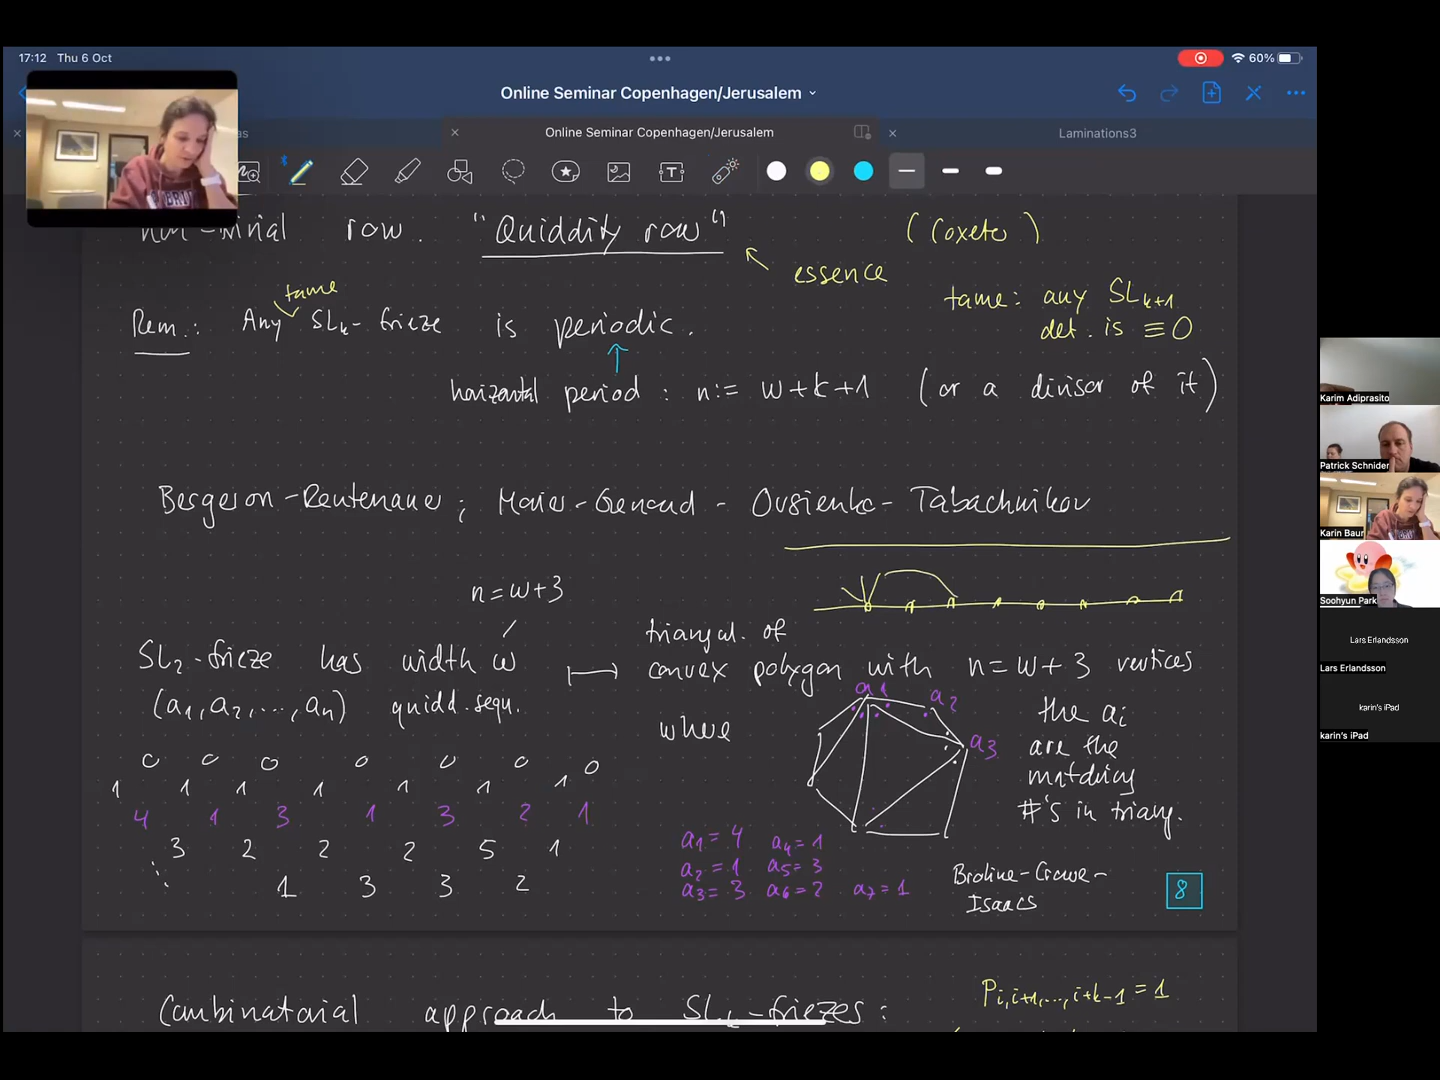 17:12 Thu 6 Oct
60%
Online Seminar Copenhagen/Jerusalem
as
Online Seminar Copenhagen/Jerusalem
Laminations3
non-trivial row. "Quiddity row"
(Coxeter)
essence
tame
Rem.: Any SLk-frieze is periodic.
tame: any SLk+1
det. is ≡ 0
horizontal period : n := w+k+1 (or a divisor of it)
Bergeron-Reutenauer; Morier-Genoud - Ovsienko - Tabachnikov
n = w+3
SL2-frieze has width w ↦ triangul. of
convex polygon with n = w+3 vertices
(a1, a2, ..., an) quidd. sequ.
where
a1 a2 a3
the ai
are the
matching
#'s in triang.
0 0 0 0 0 0 0
1 1 1 1 1 1 1
4 1 3 1 3 2 1
3 2 2 2 5 1
1 3 3 2
a1 = 4 a4 = 1
a2 = 1 a5 = 3
a3 = 3 a6 = 2 a7 = 1
Broline-Crowe-
Isaacs
8
Combinatorial approach to SLk-friezes:
Pi,i+1,...,i+k-1 = 1
Karim Adiprasito
Patrick Schnider
Karin Baur
Soohyun Park
Lars Erlandsson
Lars Erlandsson
karin's iPad
karin's iPad